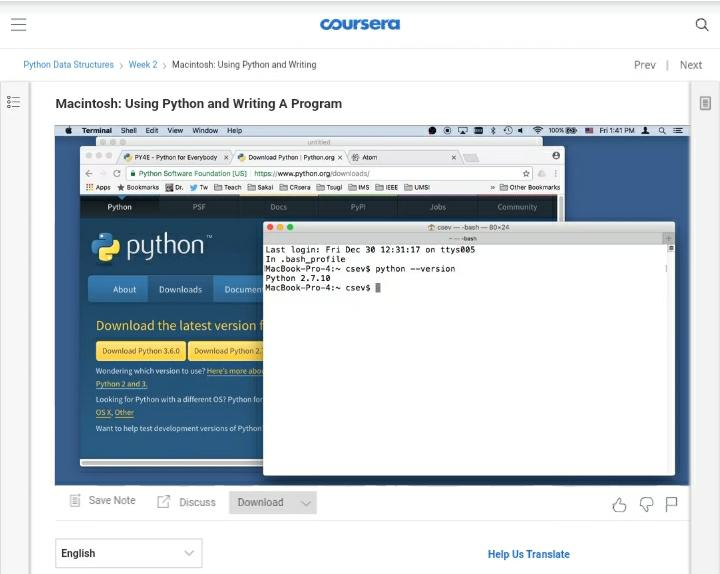 coursera
Python Data Structures > Week 2 > Macintosh: Using Python and Writing
Prev | Next
Macintosh: Using Python and Writing A Program
Terminal Shell Edit View Window Help
100% Fri 1:41 PM
untitled
PY4E - Python for Everybody × Download Python | Python.org × Atom ×
Python Software Foundation [US] https://www.python.org/downloads/
Apps Bookmarks Dr. Tw Teach Sakai CRsera Tsugi IMS IEEE UMSI » Other Bookmarks
Python PSF Docs PyPI Jobs Community
python™
About Downloads Documen
Download the latest version f
Download Python 3.6.0 Download Python 2.7
Wondering which version to use? Here's more abou
Python 2 and 3.
Looking for Python with a different OS? Python for
OS X, Other
Want to help test development versions of Python
csev — -bash — 80×24
-bash
Last login: Fri Dec 30 12:31:17 on ttys005
In .bash_profile
MacBook-Pro-4:~ csev$ python --version
Python 2.7.10
MacBook-Pro-4:~ csev$
Save Note Discuss Download
English
Help Us Translate